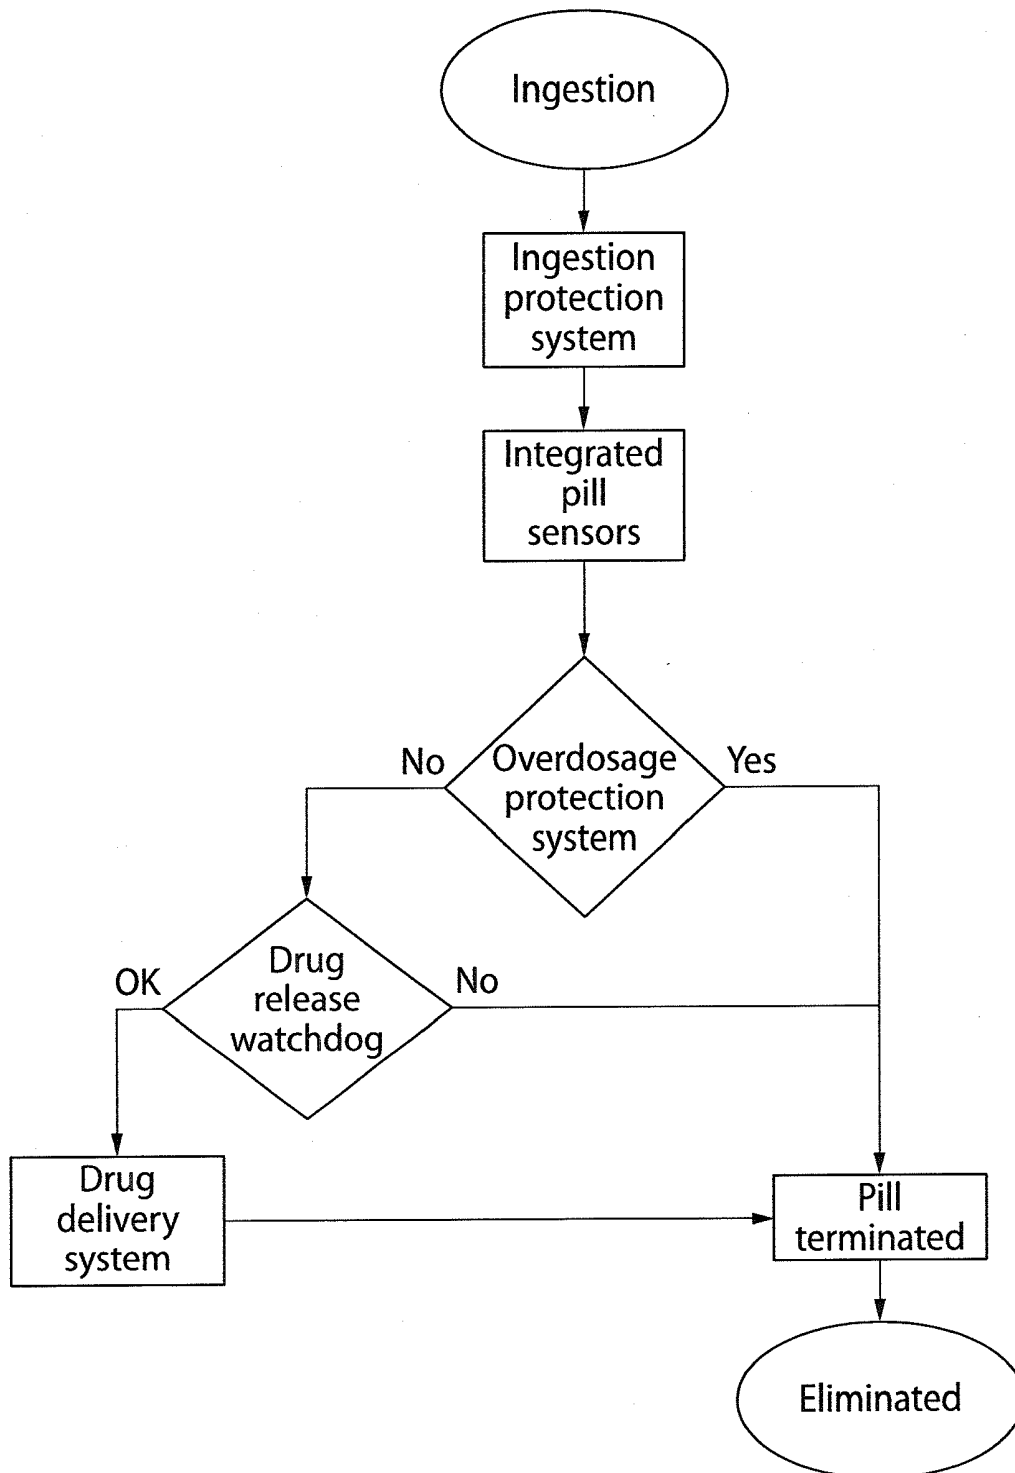 Ingestion
Ingestion
protection
system
Integrated
pill
sensors
No
Overdosage
protection
system
Yes
OK
Drug
release
watchdog
No
Drug
delivery
system
Pill
terminated
Eliminated